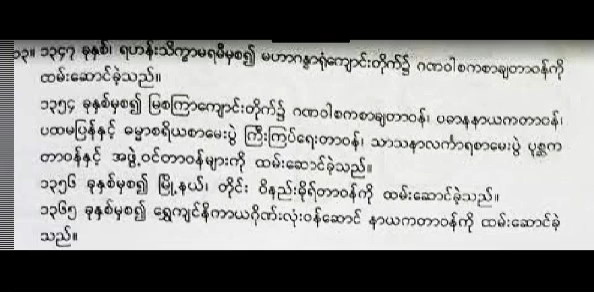 ၁၃။ ၁၃၄၇ ခုနှစ်၊ ရဟန်းသိက္ခာမရမီမှစ၍ မဟာဂန္ဓာရုံကျောင်းတိုက်၌ ဂဏဝါစကစာချတာဝန်ကို
ထမ်းဆောင်ခဲ့သည်။
၁၃၅၄ ခုနှစ်မှစ၍ မြစကြာကျောင်းတိုက်၌ ဂဏဝါစကစာချတာဝန်၊ ပဓာနနာယကတာဝန်၊
ပထမပြန်နှင့် ဓမ္မာစရိယစာမေးပွဲ ကြီးကြပ်ရေးတာဝန်၊ သာသနာလင်္ကာရစာမေးပွဲ ပုစ္ဆက
တာဝန်နှင့် အဖွဲ့ဝင်တာဝန်များကို ထမ်းဆောင်ခဲ့သည်။
၁၃၅၆ ခုနှစ်မှစ၍ မြို့နယ်၊ တိုင်း ဝိနည်းဓိုရ်တာဝန်ကို ထမ်းဆောင်ခဲ့သည်။
၁၃၆၅ ခုနှစ်မှစ၍ ရွှေကျင်နိကာယဂိုဏ်းလုံးဝန်ဆောင် နာယကတာဝန်ကို ထမ်းဆောင်ခဲ့
သည်။